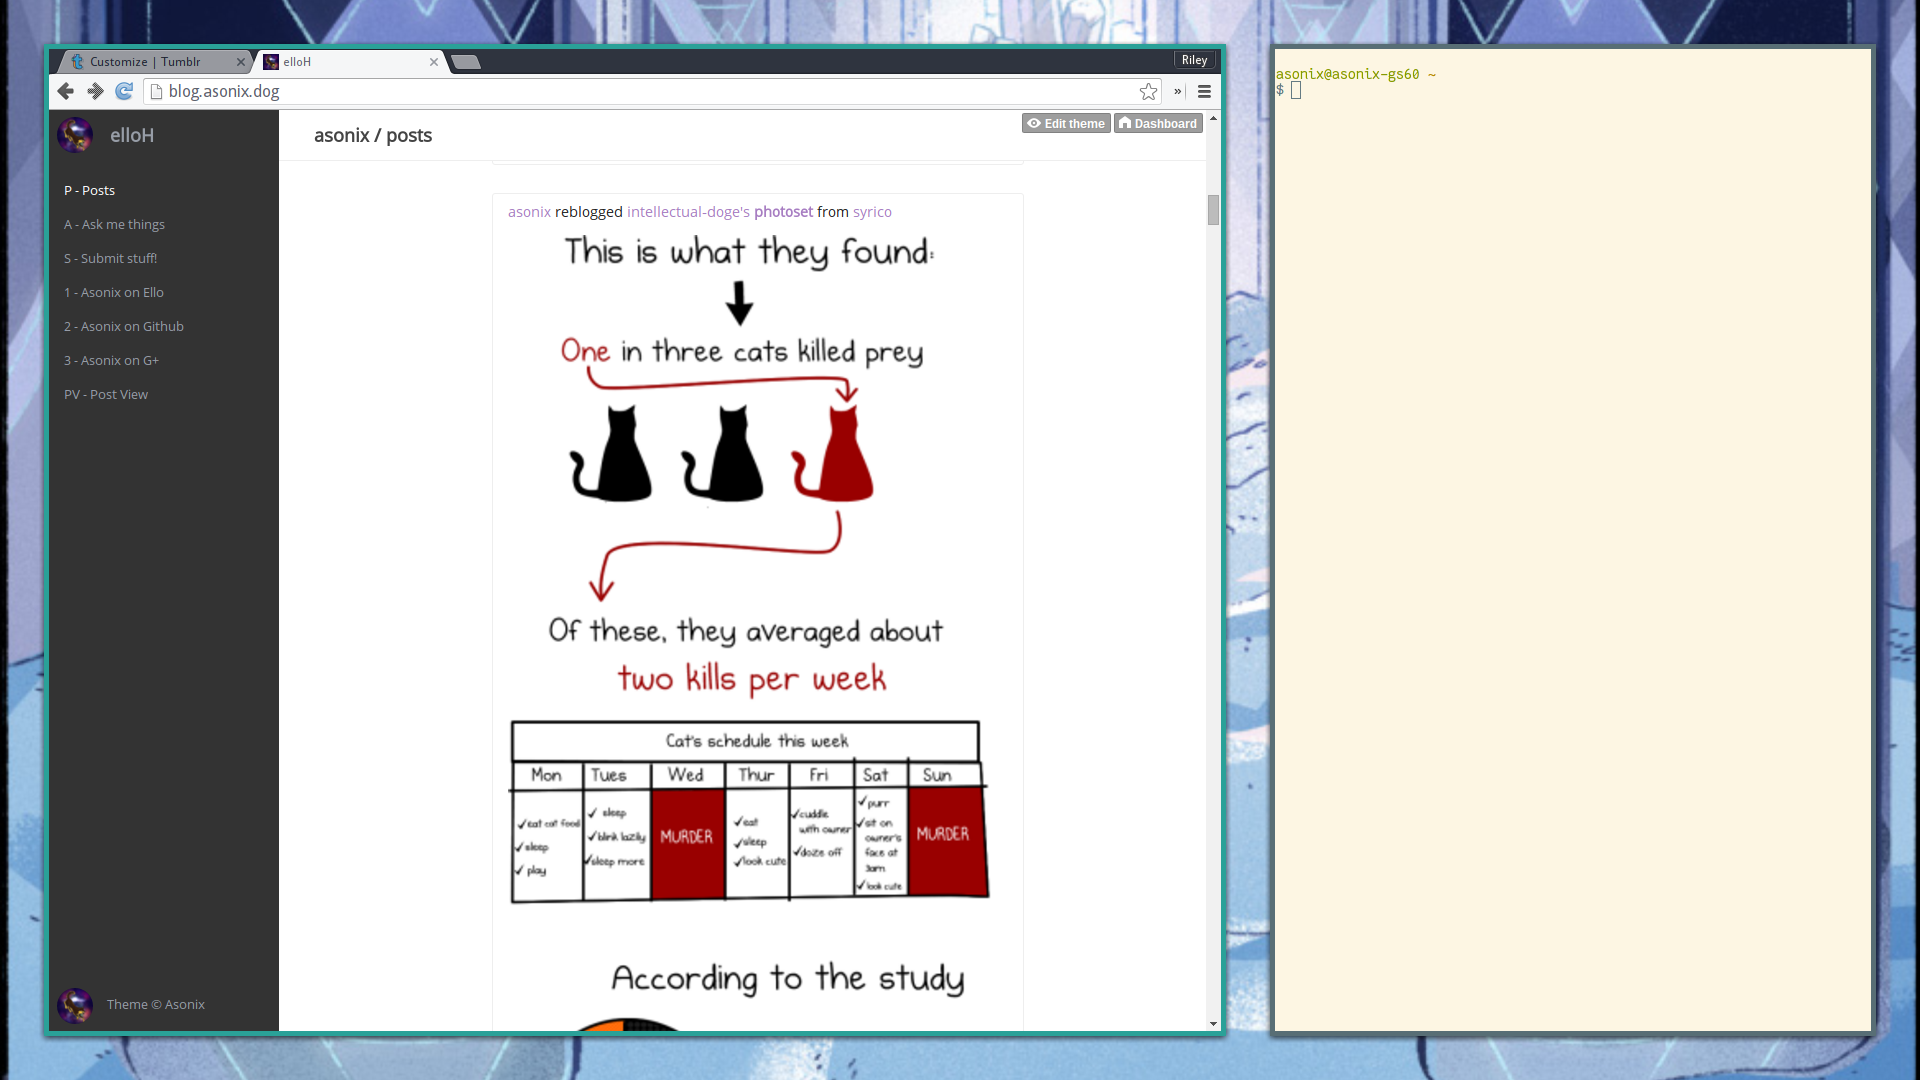 Customize | Tumblr
elloH
Riley
blog.asonix.dog
»
elloH
asonix / posts
Edit theme
Dashboard
P - Posts
A - Ask me things
S - Submit stuff!
1 - Asonix on Ello
2 - Asonix on Github
3 - Asonix on G+
PV - Post View
asonix reblogged intellectual-doge's photoset from syrico
This is what they found:
One in three cats killed prey
Of these, they averaged about
two kills per week
Cat's schedule this week
Mon Tues Wed Thur Fri Sat Sun
✓eat cat food
✓sleep
✓play
✓sleep
✓blink lazily
✓sleep more
MURDER
✓eat
✓sleep
✓look cute
✓cuddle
with owner
✓doze off
✓purr
✓sit on
owner's
face at
3am
✓look cute
MURDER
According to the study
Theme © Asonix
asonix@asonix-gs60 ~
$